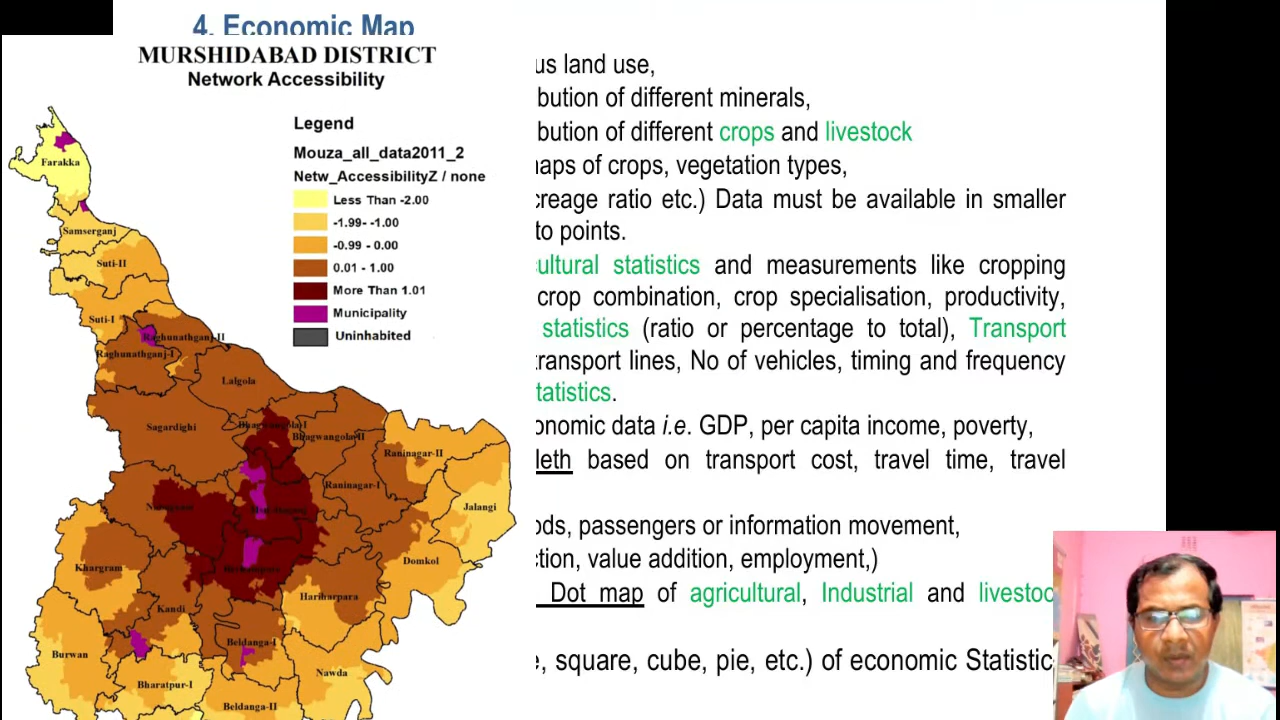 4. Economic Map
MURSHIDABAD DISTRICT
Network Accessibility
Legend
Mouza_all_data2011_2
Netw_AccessibilityZ / none
Less Than -2.00
-1.99- -1.00
-0.99 - 0.00
0.01 - 1.00
More Than 1.01
Municipality
Uninhabited
Farakka
Samserganj
Suti-II
Suti-I
Raghunathganj-II
Raghunathganj-I
Lalgola
Sagardighi
Bhagwangola-I
Bhagwangola-II
Raninagar-II
Raninagar-I
Jalangi
Domkol
Khargram
Hariharpara
Kandi
Beldanga-I
Burwan
Nawda
Bharatpur-I
Beldanga-II
us land use,
bution of different minerals,
bution of different crops and livestock
maps of crops, vegetation types,
creage ratio etc.) Data must be available in smaller
to points.
cultural statistics and measurements like cropping
crop combination, crop specialisation, productivity,
statistics (ratio or percentage to total), Transport
transport lines, No of vehicles, timing and frequency
tatistics.
onomic data i.e. GDP, per capita income, poverty,
leth based on transport cost, travel time, travel
ods, passengers or information movement,
ction, value addition, employment,)
Dot map of agricultural, Industrial and livestoc
e, square, cube, pie, etc.) of economic Statistic